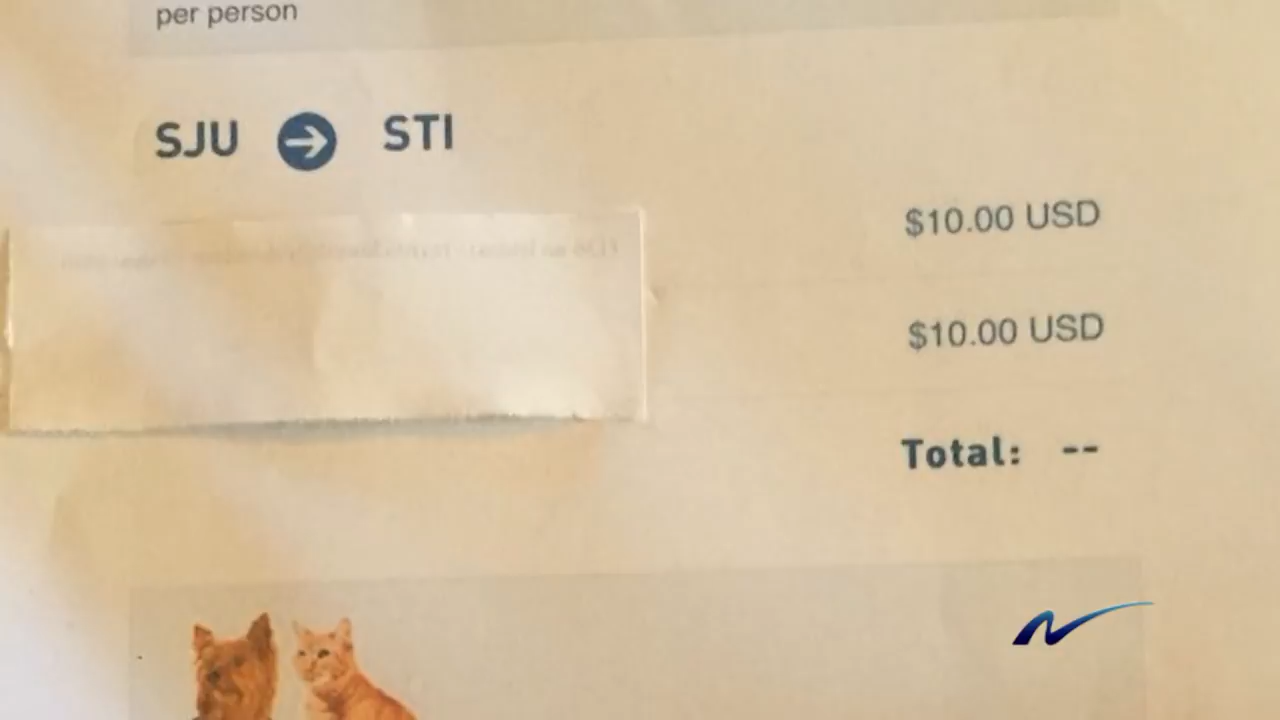 per person
SJU STI
$10.00 USD
$10.00 USD
Total: --